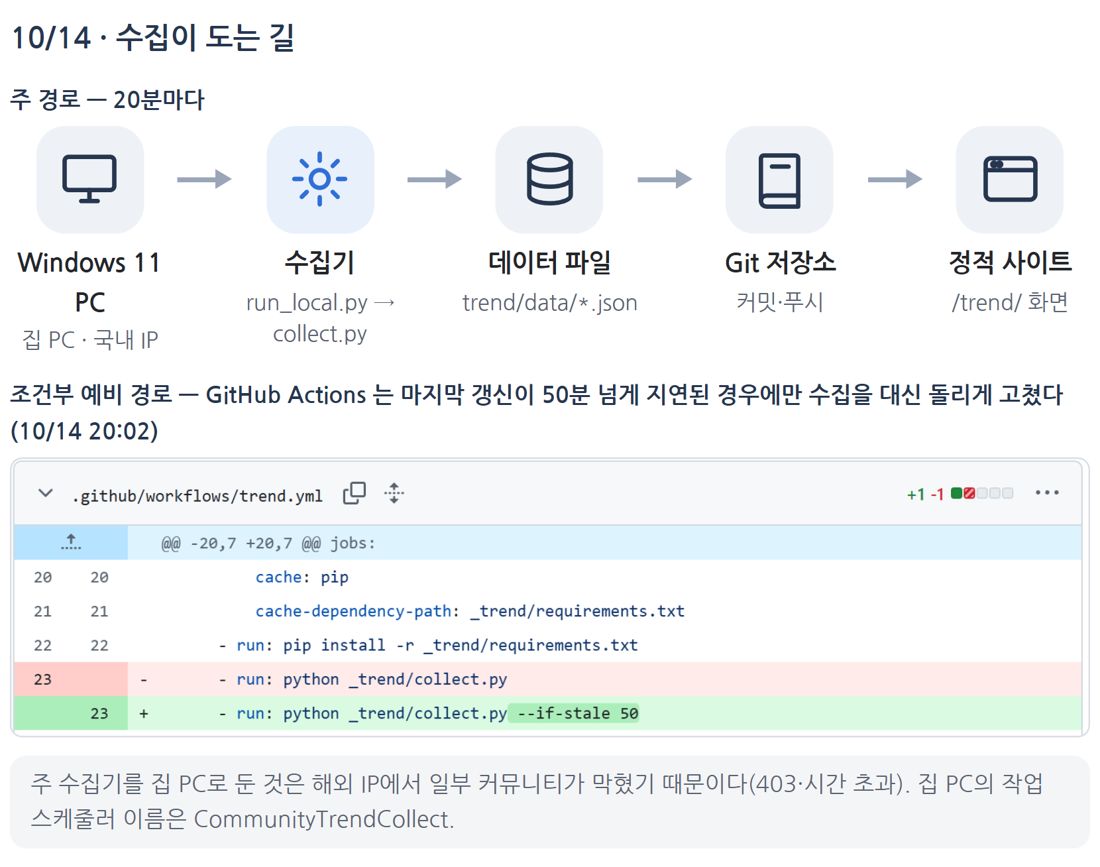 10/14 · 수집이 도는 길
주 경로 — 20분마다
Windows 11
PC
집 PC · 국내 IP
수집기
run_local.py →
collect.py
데이터 파일
trend/data/*.json
Git 저장소
커밋·푸시
정적 사이트
/trend/ 화면
조건부 예비 경로 — GitHub Actions 는 마지막 갱신이 50분 넘게 지연된 경우에만 수집을 대신 돌리게 고쳤다
(10/14 20:02)
.github/workflows/trend.yml +1 -1
@@ -20,7 +20,7 @@ jobs:
20 20 cache: pip
21 21 cache-dependency-path: _trend/requirements.txt
22 22 - run: pip install -r _trend/requirements.txt
23 - - run: python _trend/collect.py
23 + - run: python _trend/collect.py --if-stale 50
주 수집기를 집 PC로 둔 것은 해외 IP에서 일부 커뮤니티가 막혔기 때문이다(403·시간 초과). 집 PC의 작업
스케줄러 이름은 CommunityTrendCollect.